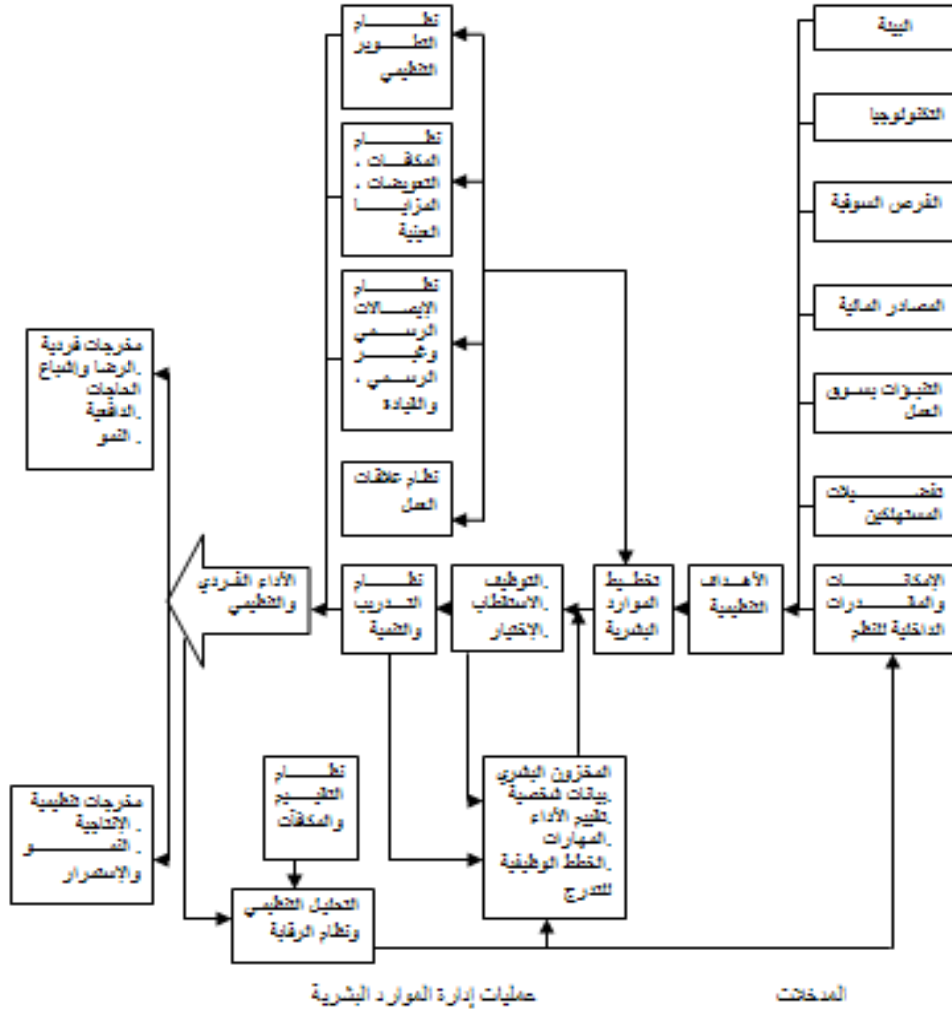 البيئة
التكنولوجيا
الفرص السوقية
المصادر المالية
التغيرات بسوق
العمل
تفضيلات
المستهلكين
الإمكانات
والمقدرات
الداخلية للنظم
الأهداف
التنظيمية
تخطيط
الموارد
البشرية
.التوظيف
.الاستقطاب
.الإختيار
المخزون البشري
.بيانات شخصية
.تقييم الأداء
.المهارات
.الخطط الوظيفية
للتدرج
نظام
التطوير
التنظيمي
نظام
المكافآت ،
التعويضات ،
المزايا
العينية
نظام
الإتصالات
الرسمي
وغير
الرسمي ،
والقيادة
نظام علاقات
العمل
نظام
التدريب
والتنمية
الأداء الفردي
والتنظيمي
نظام
التقييم
والمكافآت
التحليل التنظيمي
ونظام الرقابة
مخرجات فردية
.الرضا وإشباع
الحاجات
.الدافعية
.النمو
مخرجات تنظيمية
.الإنتاجية
.النمو
والإستمرار
المدخلات
عمليات إدارة الموارد البشرية